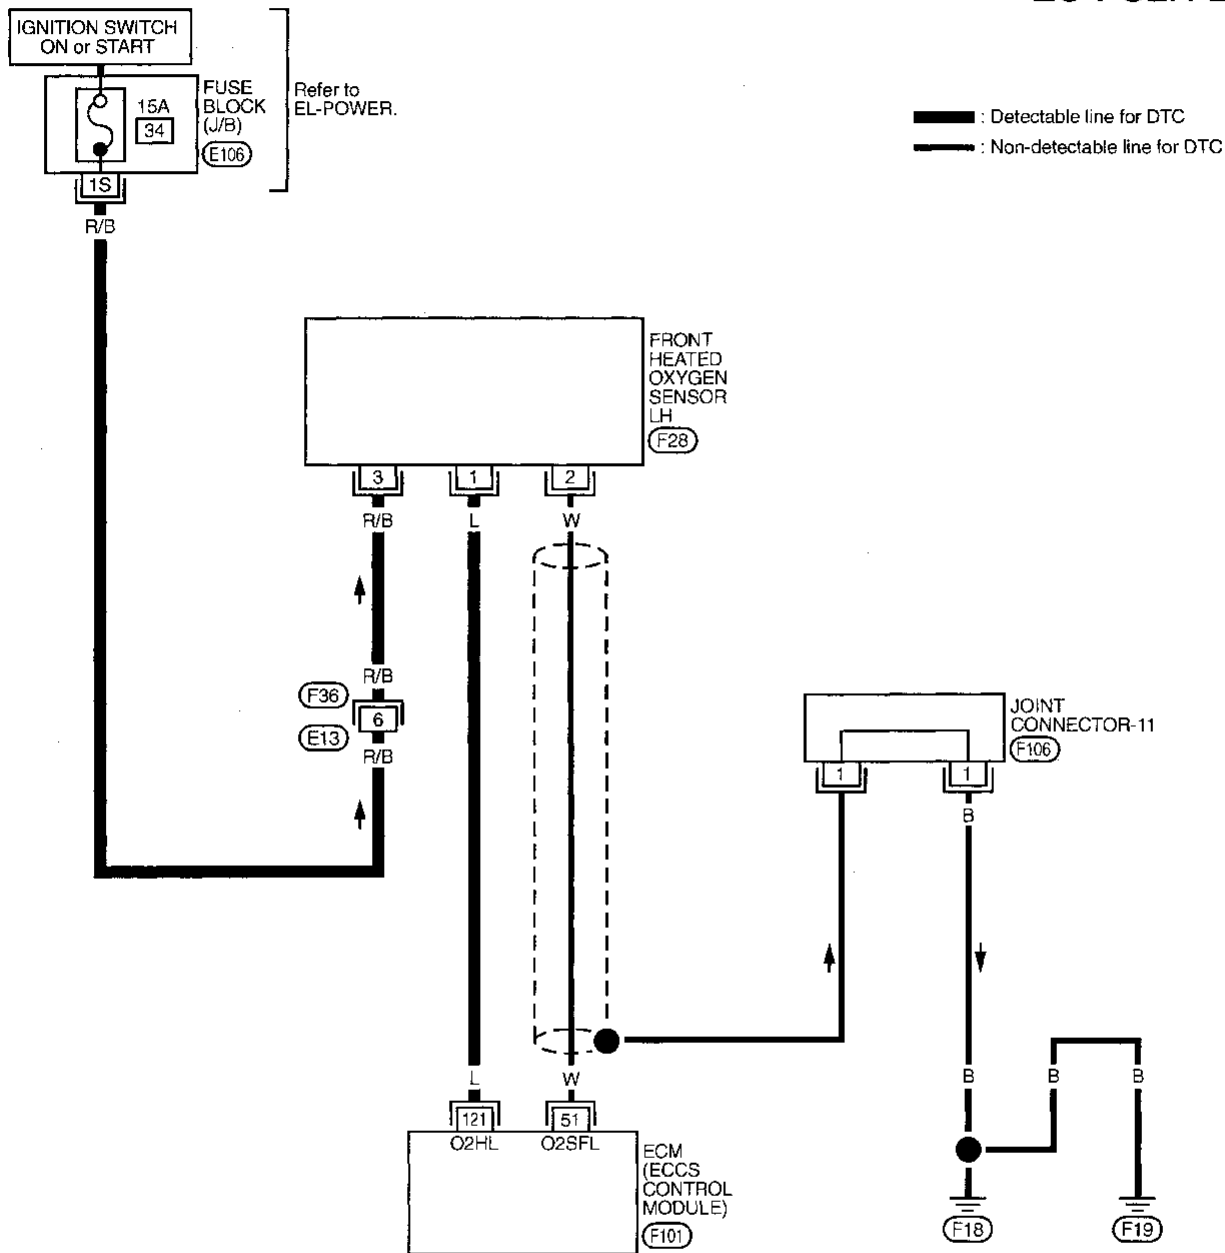 IGNITION SWITCH
ON or START
15A
34
FUSE
BLOCK
(J/B)
E106
Refer to
EL-POWER.
1S
R/B
: Detectable line for DTC
: Non-detectable line for DTC
FRONT
HEATED
OXYGEN
SENSOR
LH
F28
3
1
2
R/B
L
W
R/B
F36
6
E13
R/B
JOINT
CONNECTOR-11
F106
1
1
B
L
W
B
B
B
121
51
O2HL
O2SFL
ECM
(ECCS
CONTROL
MODULE)
F101
F18
F19